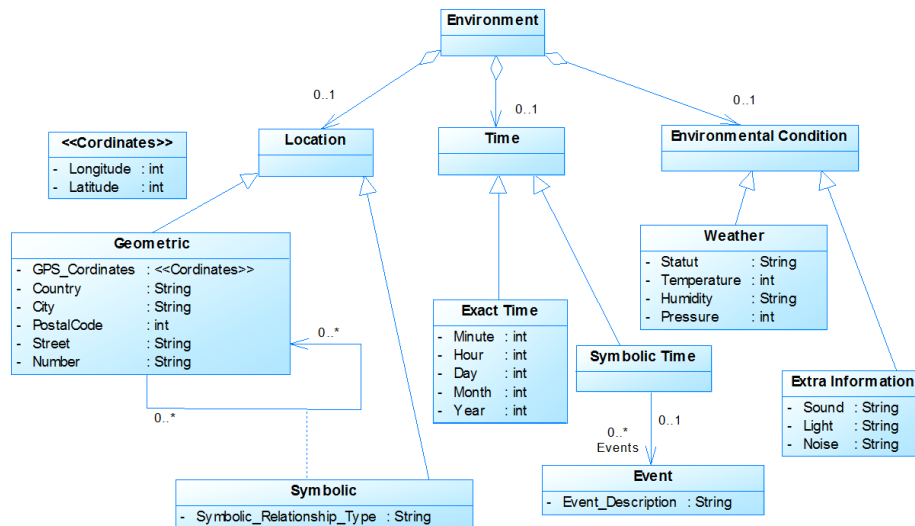 Environment
0..1
0..1
0..1
<<Cordinates>>
- Longitude : int
- Latitude : int
Location
Time
Environmental Condition
Geometric
- GPS_Cordinates : <<Cordinates>>
- Country : String
- City : String
- PostalCode : int
- Street : String
- Number : String
0..*
0..*
Weather
- Statut : String
- Temperature : int
- Humidity : String
- Pressure : int
Exact Time
- Minute : int
- Hour : int
- Day : int
- Month : int
- Year : int
Symbolic Time
Extra Information
- Sound : String
- Light : String
- Noise : String
0..1
0..*
Events
Symbolic
- Symbolic_Relationship_Type : String
Event
- Event_Description : String